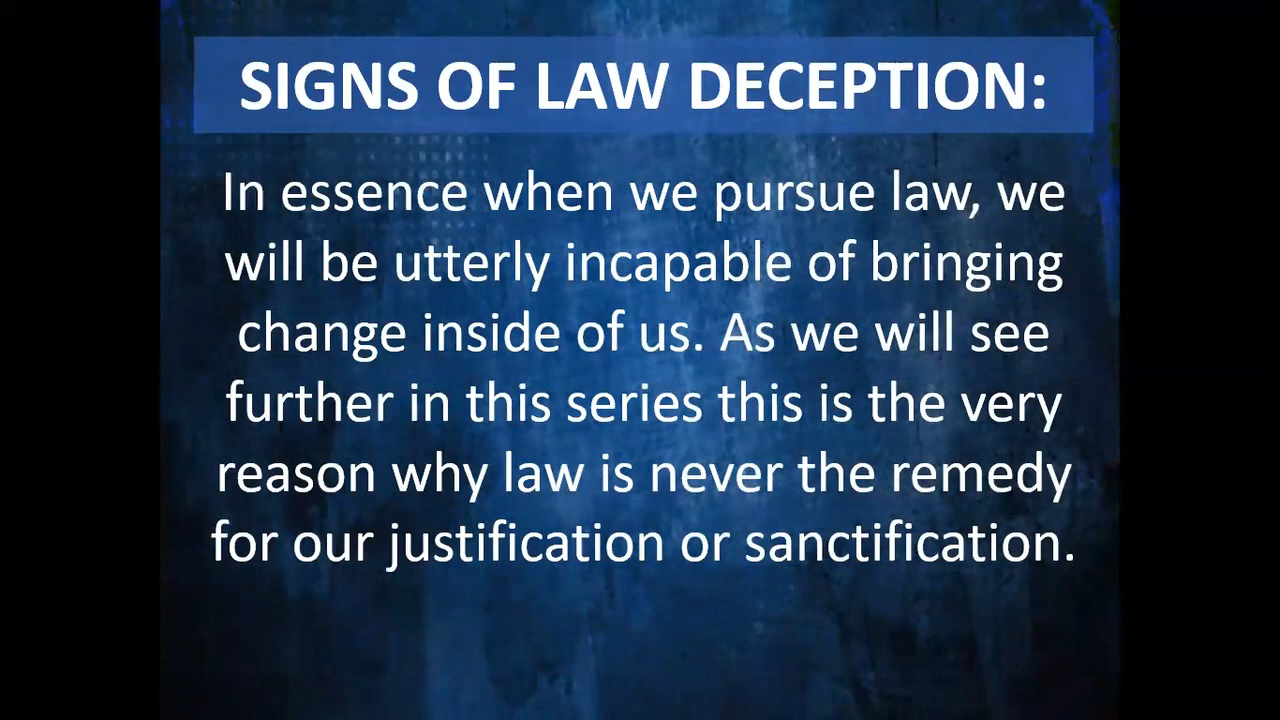 SIGNS OF LAW DECEPTION:
In essence when we pursue law, we
will be utterly incapable of bringing
change inside of us. As we will see
further in this series this is the very
reason why law is never the remedy
for our justification or sanctification.